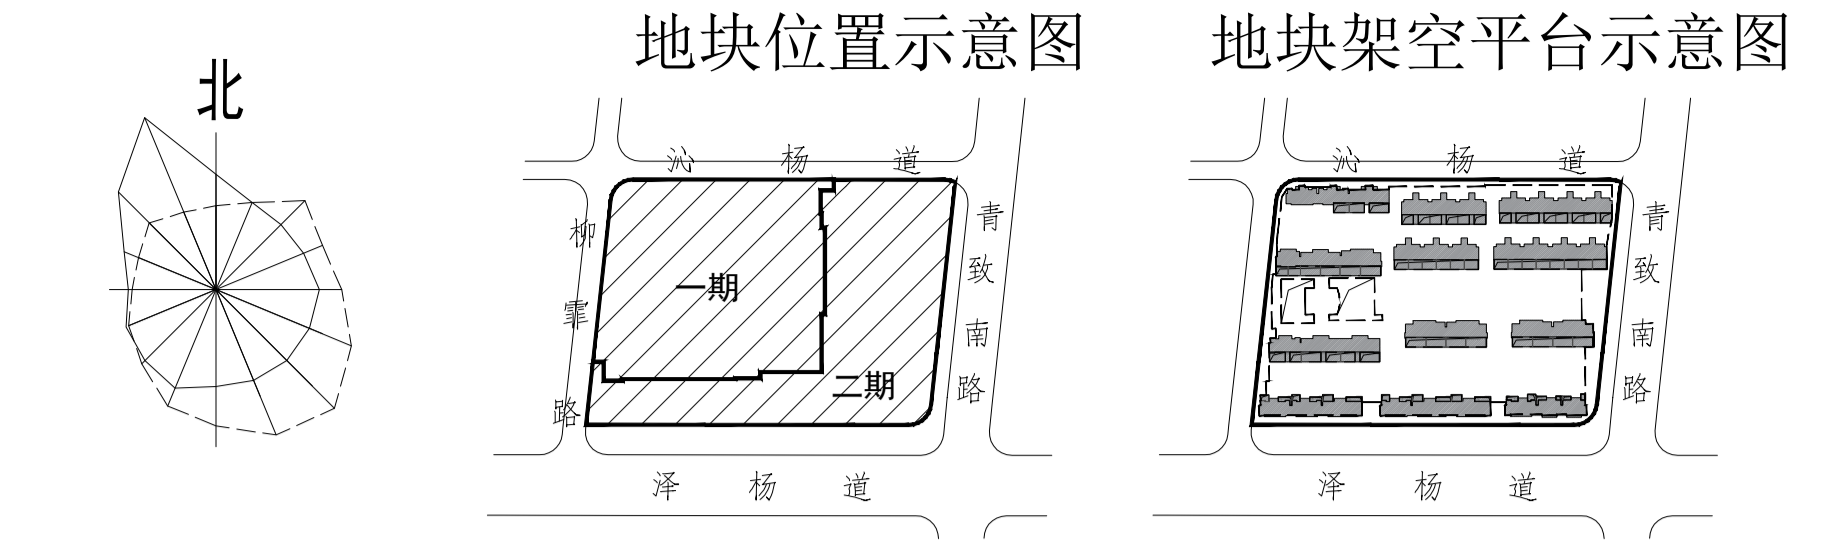 北
地块位置示意图
沁杨道
柳霏路
青致南路
一期
二期
泽杨道
地块架空平台示意图
沁杨道
青致南路
泽杨道